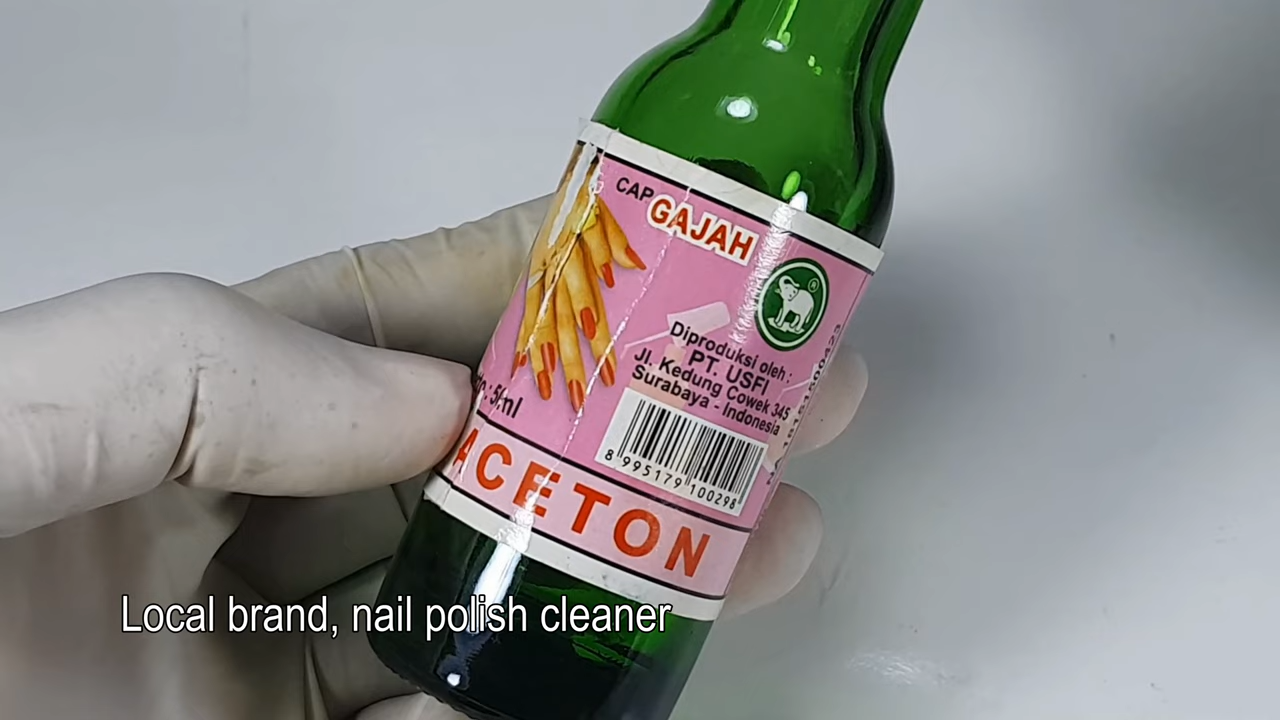 CAP GAJAH
®
Diproduksi oleh :
PT. USFI
Jl. Kedung Cowek 345
Surabaya - Indonesia
8 995179 100298
ACETON
Local brand, nail polish cleaner